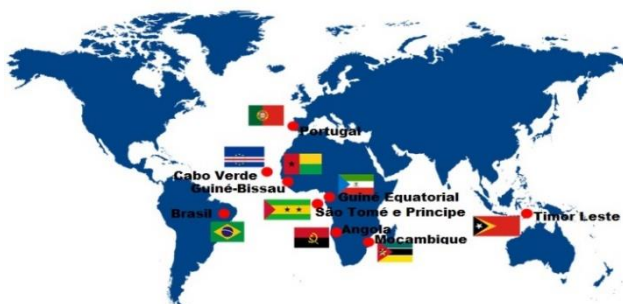 Portugal
Cabo Verde
Guiné-Bissau
Guiné Equatorial
São Tomé e Principe
Brasil
Timor Leste
Angola
Moçambique